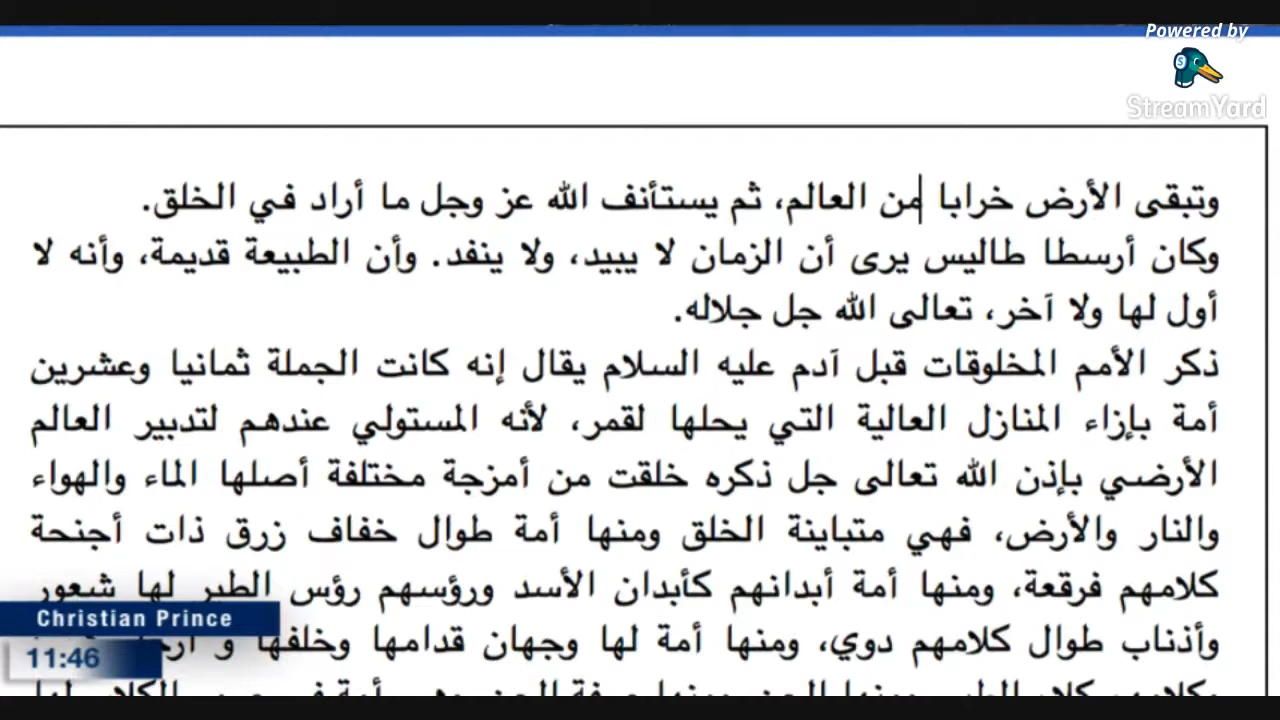 Powered by
StreamYard
وتبقى الأرض خرابا من العالم، ثم يستأنف الله عز وجل ما أراد في الخلق.
وكان أرسطا طاليس يرى أن الزمان لا يبيد، ولا ينفد. وأن الطبيعة قديمة، وأنه لا
أول لها ولا آخر، تعالى الله جل جلاله.
ذكر الأمم المخلوقات قبل آدم عليه السلام يقال إنه كانت الجملة ثمانيا وعشرين
أمة بإزاء المنازل العالية التي يحلها لقمر، لأنه المستولي عندهم لتدبير العالم
الأرضي بإذن الله تعالى جل ذكره خلقت من أمزجة مختلفة أصلها الماء والهواء
والنار والأرض، فهي متباينة الخلق ومنها أمة طوال خفاف زرق ذات أجنحة
كلامهم فرقعة، ومنها أمة أبدانهم كأبدان الأسد ورؤسهم رؤس الطير لها شعور
وأذناب طوال كلامهم دوي، ومنها أمة لها وجهان قدامها وخلفها و
Christian Prince
11:46